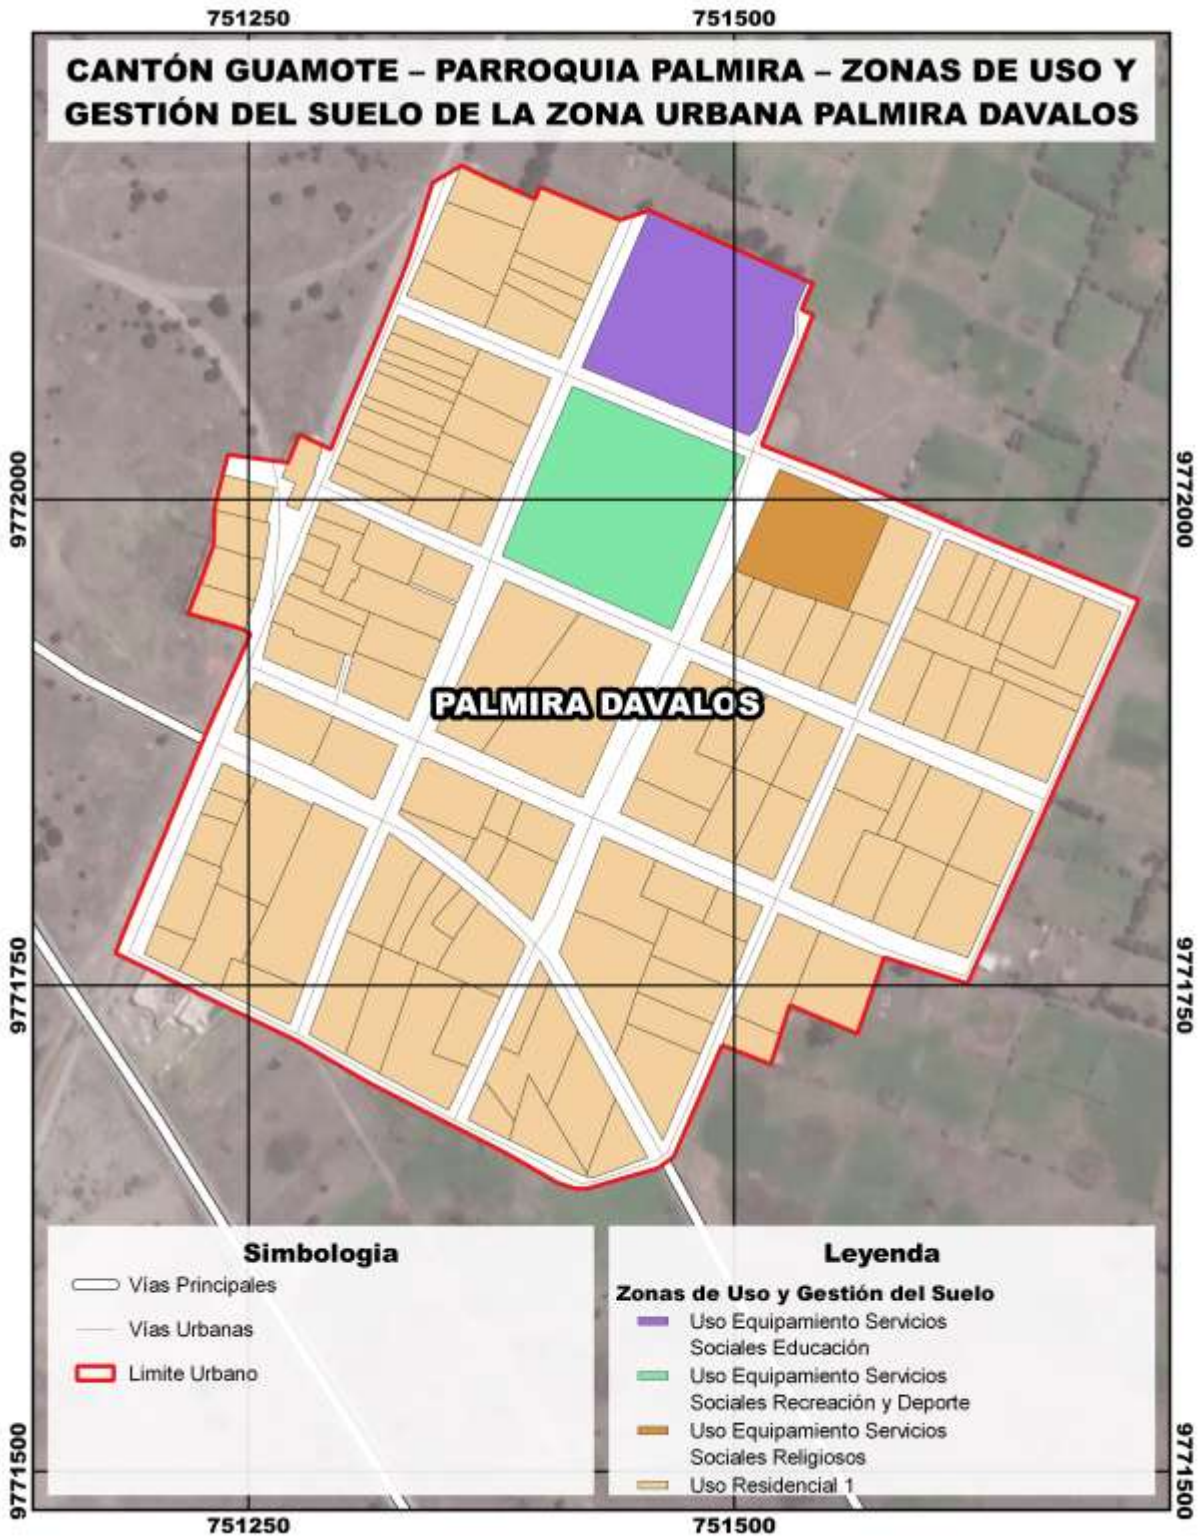 751250
751500
CANTÓN GUAMOTE – PARROQUIA PALMIRA – ZONAS DE USO Y
GESTIÓN DEL SUELO DE LA ZONA URBANA PALMIRA DAVALOS
9772000
9772000
PALMIRA DAVALOS
9771750
9771750
Simbologia
Vías Principales
Vías Urbanas
Limite Urbano
Leyenda
Zonas de Uso y Gestión del Suelo
Uso Equipamiento Servicios
Sociales Educación
Uso Equipamiento Servicios
Sociales Recreación y Deporte
Uso Equipamiento Servicios
Sociales Religiosos
Uso Residencial 1
9771500
9771500
751250
751500